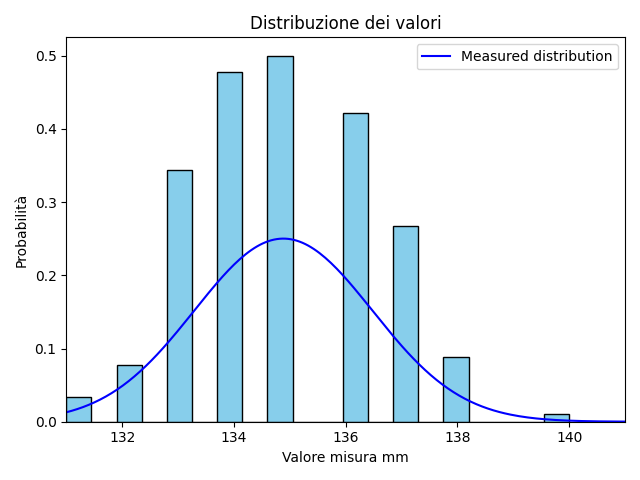 Distribuzione dei valori
Measured distribution
0.5
0.4
0.3
0.2
0.1
0.0
Probabilità
132
134
136
138
140
Valore misura mm